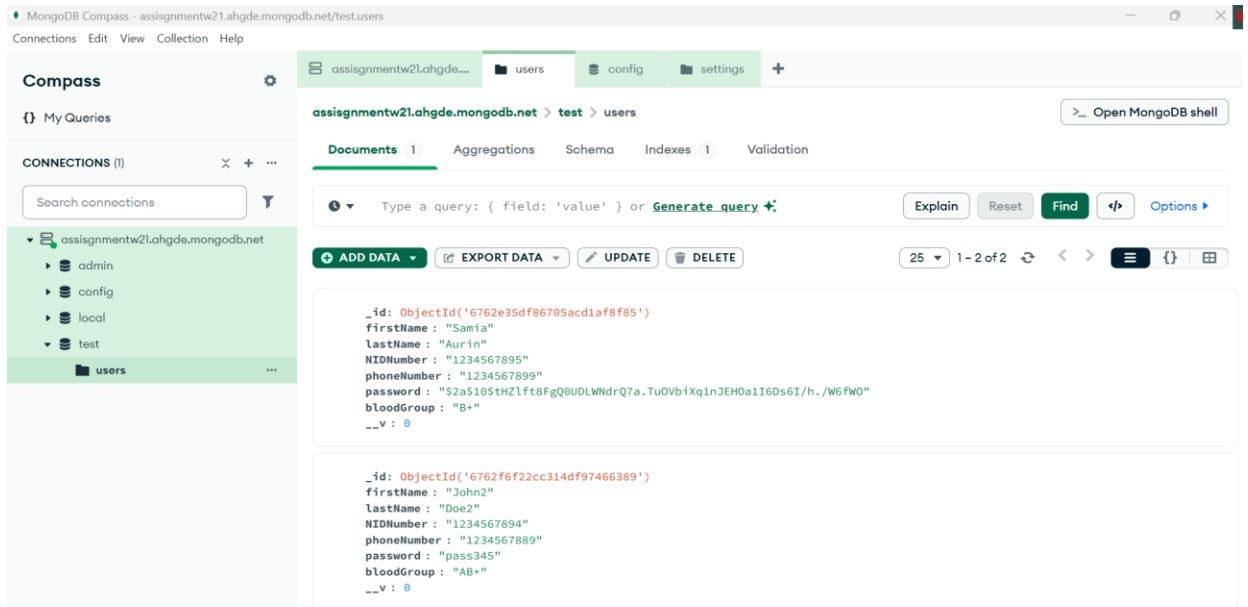 MongoDB Compass - assisgnmentw21.ahgde.mongodb.net/test.users
Connections Edit View Collection Help
Compass
{} My Queries
CONNECTIONS (1)
Search connections
assisgnmentw21.ahgde.mongodb.net
admin
config
local
test
users
assisgnmentw21.ahgde.... users config settings
assisgnmentw21.ahgde.mongodb.net > test > users
>_ Open MongoDB shell
Documents 1 Aggregations Schema Indexes 1 Validation
Type a query: { field: 'value' } or Generate query
Explain Reset Find </> Options
ADD DATA EXPORT DATA UPDATE DELETE
25 1 – 2 of 2 {}
_id: ObjectId('6762e35df86705acd1af8f85')
firstName : "Samia"
lastName : "Aurin"
NIDNumber : "1234567895"
phoneNumber : "1234567899"
password : "$2a$10$tHZlft8FgQ0UDLWNdrQ7a.TuOVbiXq1nJEHOa1I6Ds6I/h./W6fWO"
bloodGroup : "B+"
__v : 0
_id: ObjectId('6762f6f22cc314df97466389')
firstName : "John2"
lastName : "Doe2"
NIDNumber : "1234567894"
phoneNumber : "1234567889"
password : "pass345"
bloodGroup : "AB+"
__v : 0